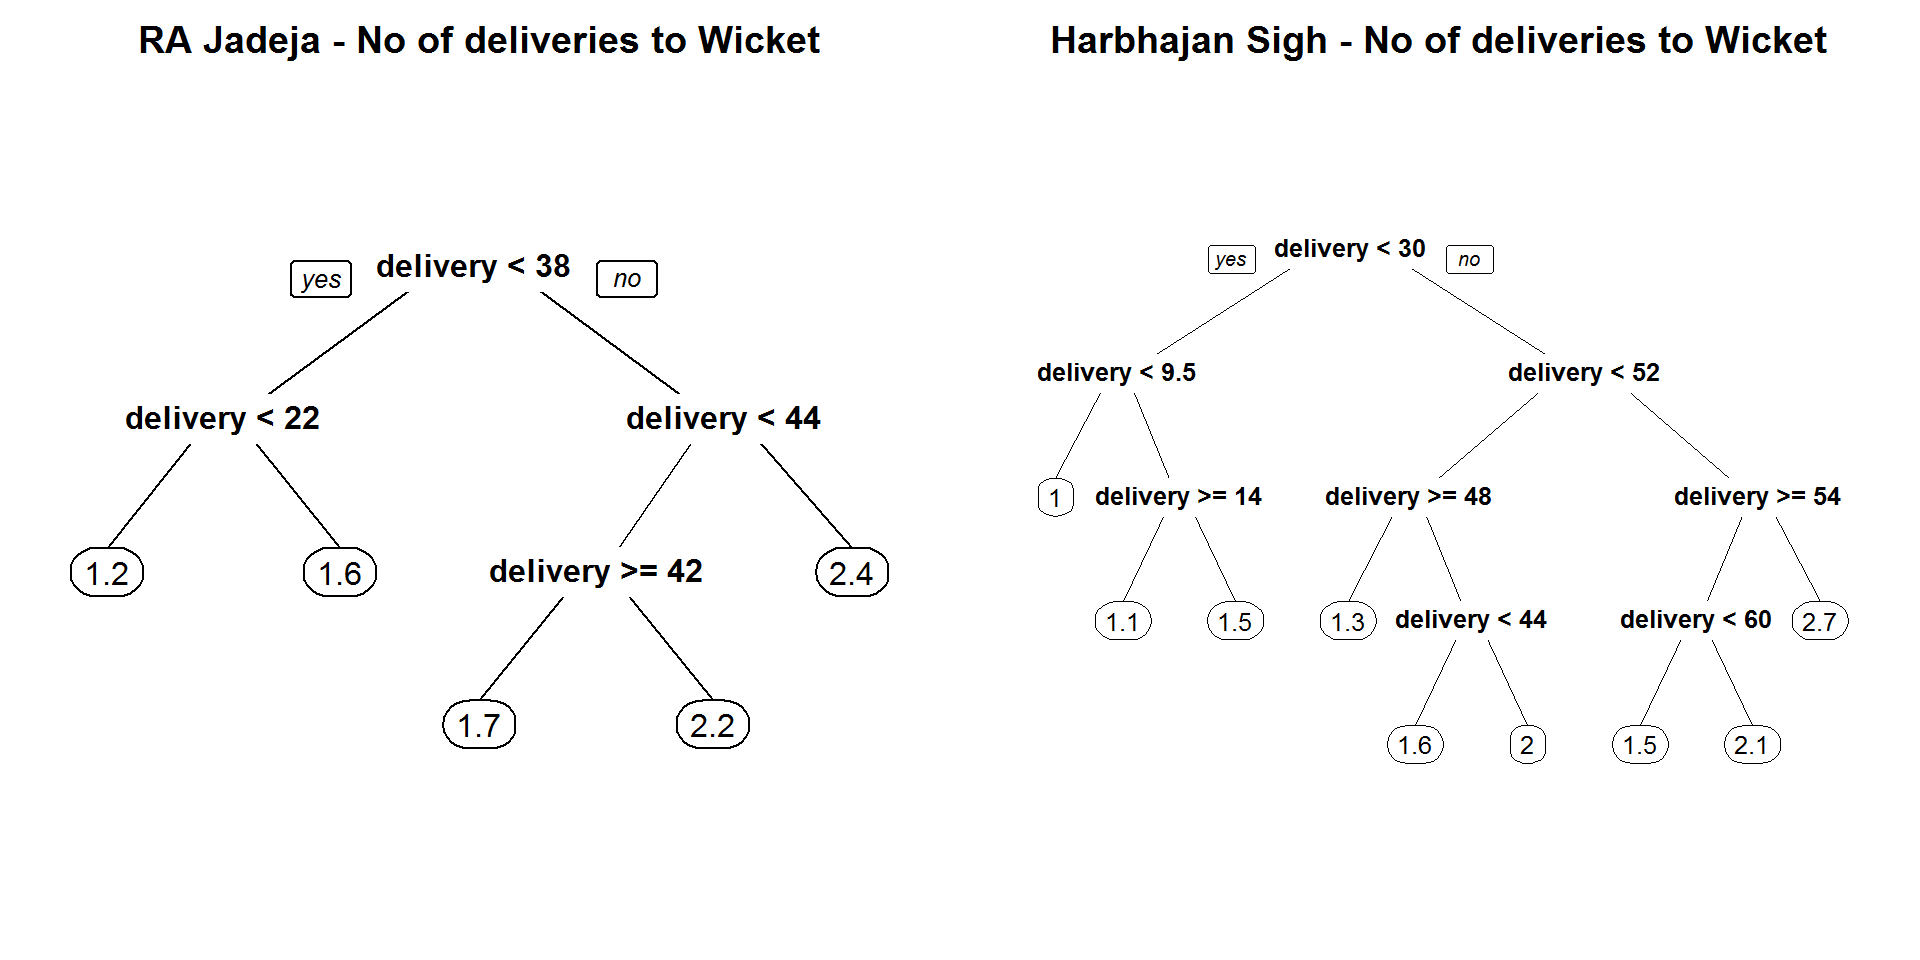 RA Jadeja - No of deliveries to Wicket
yes
delivery < 38
no
delivery < 22
delivery < 44
1.2
1.6
delivery >= 42
2.4
1.7
2.2
Harbhajan Sigh - No of deliveries to Wicket
yes
delivery < 30
no
delivery < 9.5
delivery < 52
1
delivery >= 14
delivery >= 48
delivery >= 54
1.1
1.5
1.3
delivery < 44
delivery < 60
2.7
1.6
2
1.5
2.1